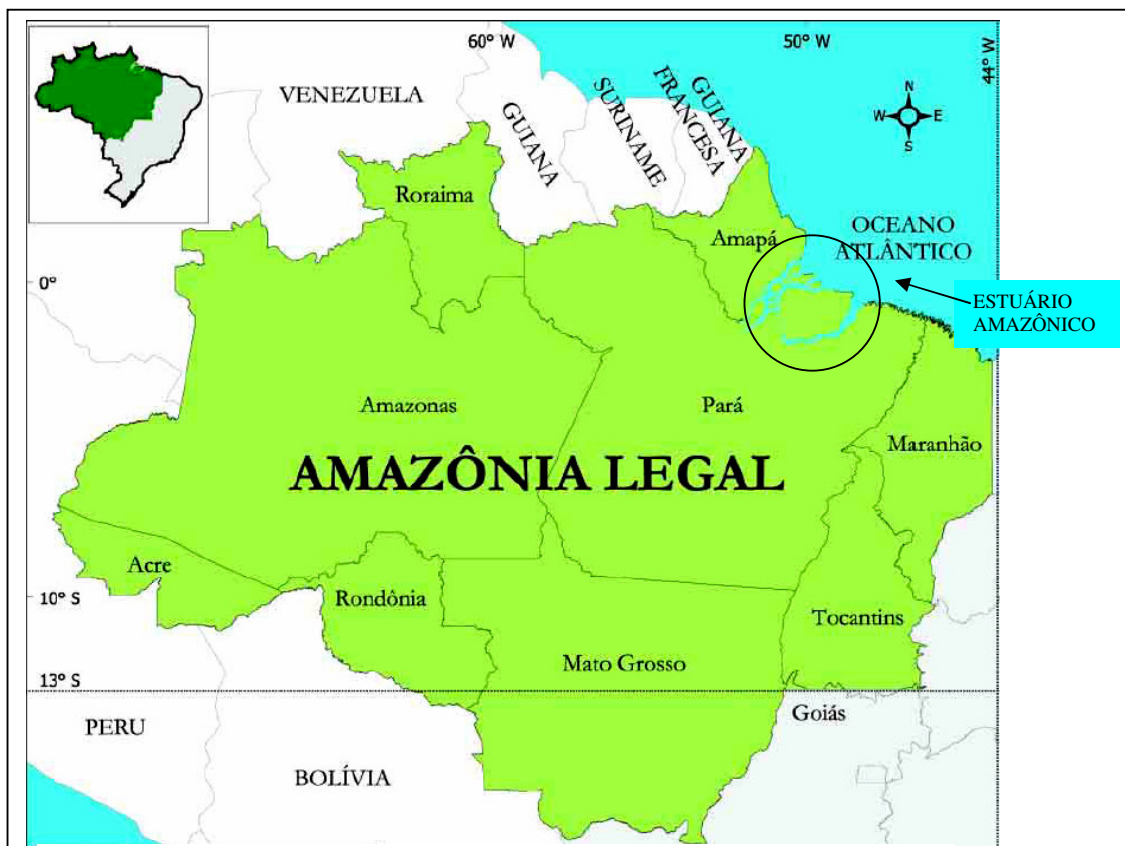 60° W
50° W
44° W
VENEZUELA
GUIANA
SURINAME
GUIANA
FRANCESA
N
W
E
S
Roraima
Amapá
OCEANO
ATLÂNTICO
0°
ESTUÁRIO
AMAZÔNICO
Amazonas
Pará
Maranhão
AMAZÔNIA LEGAL
Acre
10° S
Rondônia
Tocantins
Mato Grosso
13° S
Goiás
PERU
BOLÍVIA